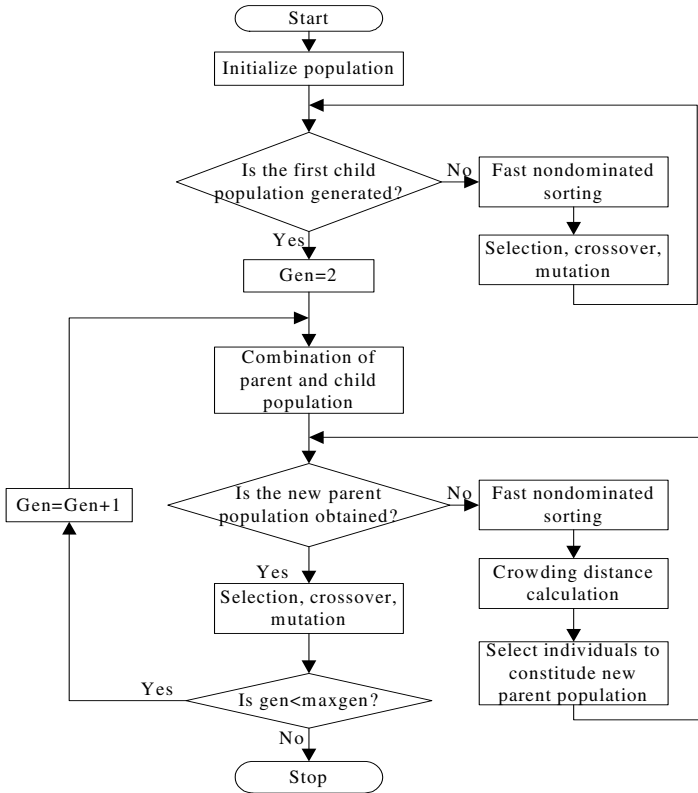 Start
Initialize population
Is the first child
population generated?
No
Fast nondominated
sorting
Selection, crossover,
mutation
Yes
Gen=2
Combination of
parent and child
population
Gen=Gen+1
Is the new parent
population obtained?
No
Fast nondominated
sorting
Crowding distance
calculation
Select individuals to
constitude new
parent population
Yes
Selection, crossover,
mutation
Yes
Is gen<maxgen?
No
Stop